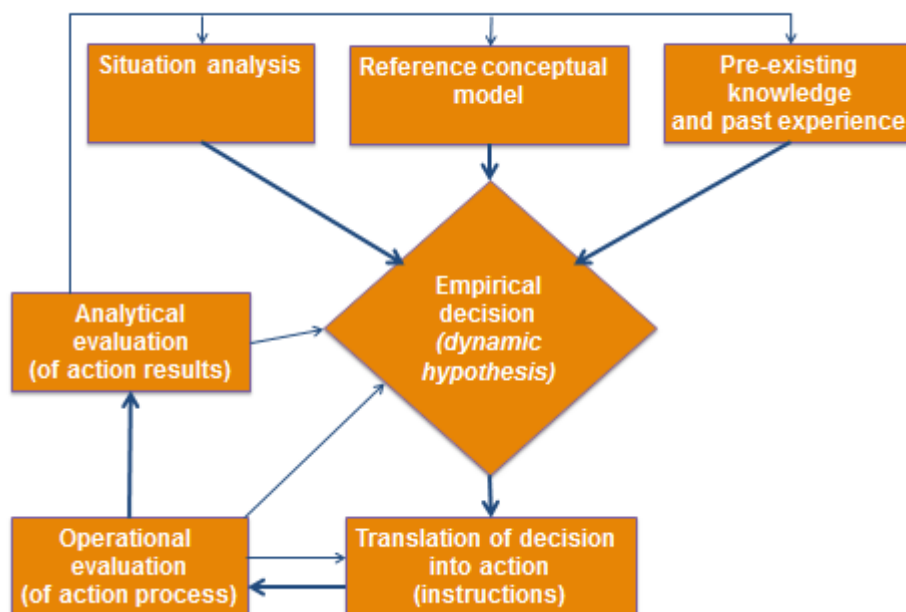 Situation analysis
Reference conceptual
model
Pre-existing
knowledge
and past experience
Empirical
decision
(dynamic
hypothesis)
Analytical
evaluation
(of action results)
Operational
evaluation
(of action process)
Translation of decision
into action
(instructions)